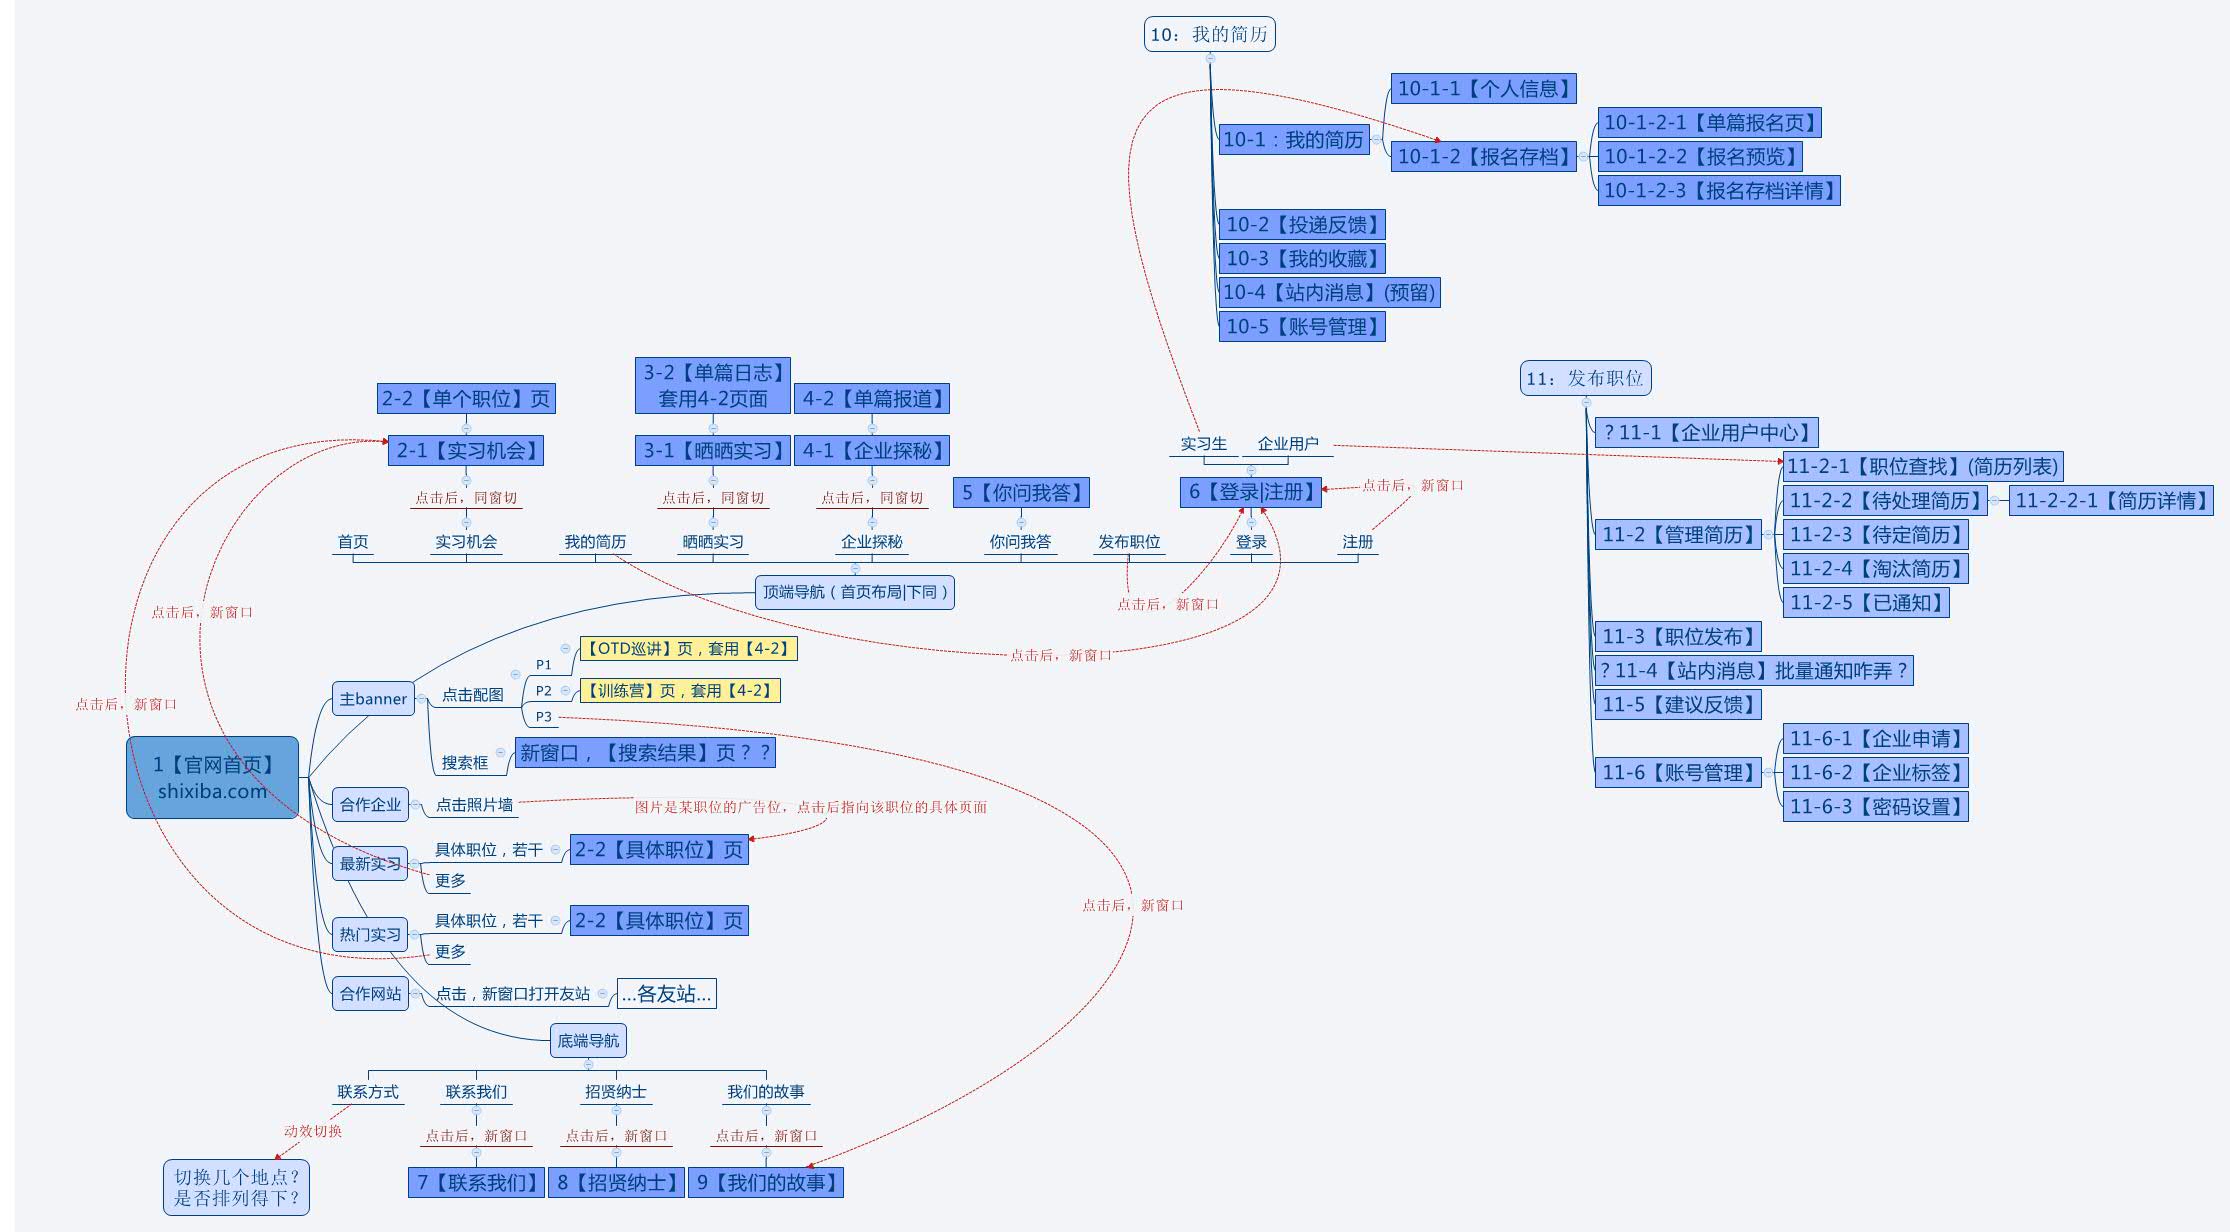 10：我的简历
10-1-1【个人信息】
10-1：我的简历
10-1-2【报名存档】
10-1-2-1【单篇报名页】
10-1-2-2【报名预览】
10-1-2-3【报名存档详情】
10-2【投递反馈】
10-3【我的收藏】
10-4【站内消息】(预留)
10-5【账号管理】
11：发布职位
？11-1【企业用户中心】
11-2【管理简历】
11-2-1【职位查找】(简历列表)
11-2-2【待处理简历】
11-2-2-1【简历详情】
11-2-3【待定简历】
11-2-4【淘汰简历】
11-2-5【已通知】
11-3【职位发布】
？11-4【站内消息】批量通知咋弄？
11-5【建议反馈】
11-6【账号管理】
11-6-1【企业申请】
11-6-2【企业标签】
11-6-3【密码设置】
2-2【单个职位】页
3-2【单篇日志】
套用4-2页面
4-2【单篇报道】
2-1【实习机会】
3-1【晒晒实习】
4-1【企业探秘】
实习生
企业用户
点击后，同窗切
点击后，同窗切
点击后，同窗切
5【你问我答】
6【登录|注册】
点击后，新窗口
首页
实习机会
我的简历
晒晒实习
企业探秘
你问我答
发布职位
登录
注册
顶端导航（首页布局|下同）
点击后，新窗口
点击后，新窗口
点击后，新窗口
点击后，新窗口
1【官网首页】
shixiba.com
主banner
点击配图
P1
【OTD巡讲】页，套用【4-2】
P2
【训练营】页，套用【4-2】
P3
搜索框
新窗口，【搜索结果】页？？
合作企业
点击照片墙
图片是某职位的广告位，点击后指向该职位的具体页面
最新实习
具体职位，若干
2-2【具体职位】页
更多
点击后，新窗口
热门实习
具体职位，若干
2-2【具体职位】页
更多
合作网站
点击，新窗口打开友站
...各友站...
底端导航
联系方式
联系我们
招贤纳士
我们的故事
动效切换
点击后，新窗口
点击后，新窗口
点击后，新窗口
切换几个地点？
是否排列得下？
7【联系我们】
8【招贤纳士】
9【我们的故事】